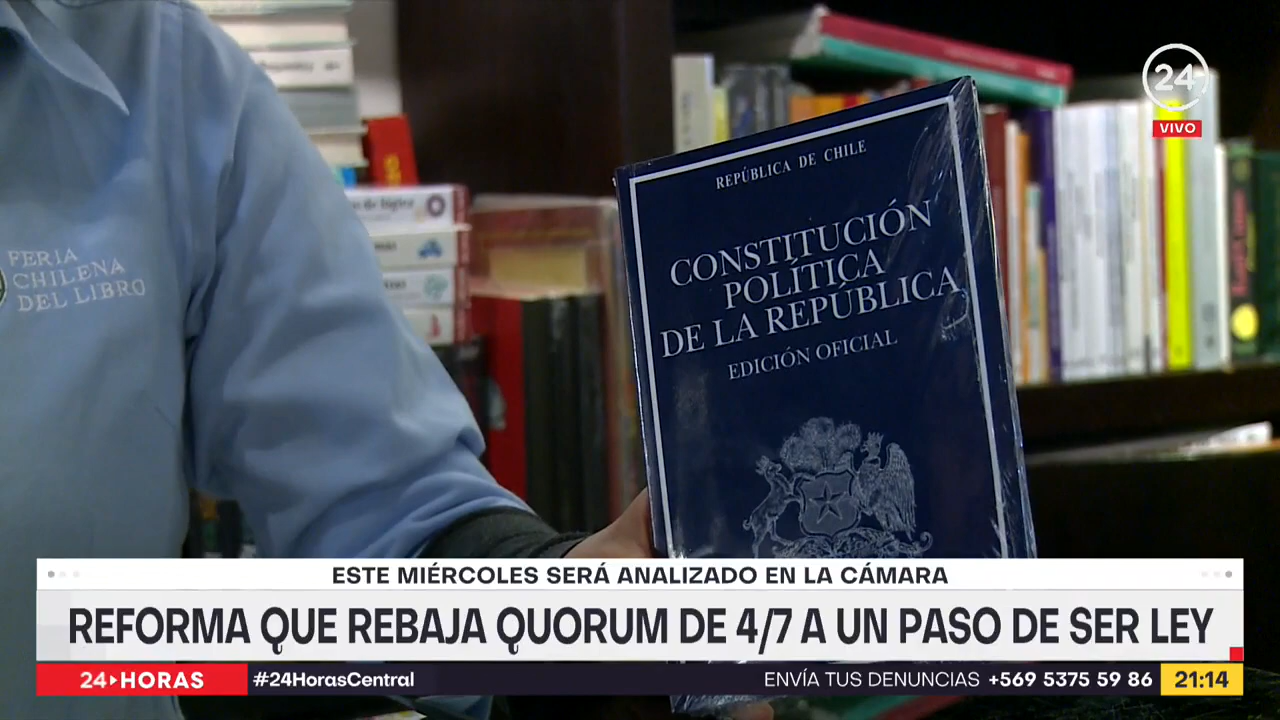 24
VIVO
FERIA
CHILENA
DEL LIBRO
REPÚBLICA DE CHILE
CONSTITUCIÓN
POLÍTICA
DE LA REPÚBLICA
EDICIÓN OFICIAL
ESTE MIÉRCOLES SERÁ ANALIZADO EN LA CÁMARA
REFORMA QUE REBAJA QUORUM DE 4/7 A UN PASO DE SER LEY
24 HORAS
#24HorasCentral
ENVÍA TUS DENUNCIAS +569 5375 59 86
21:14